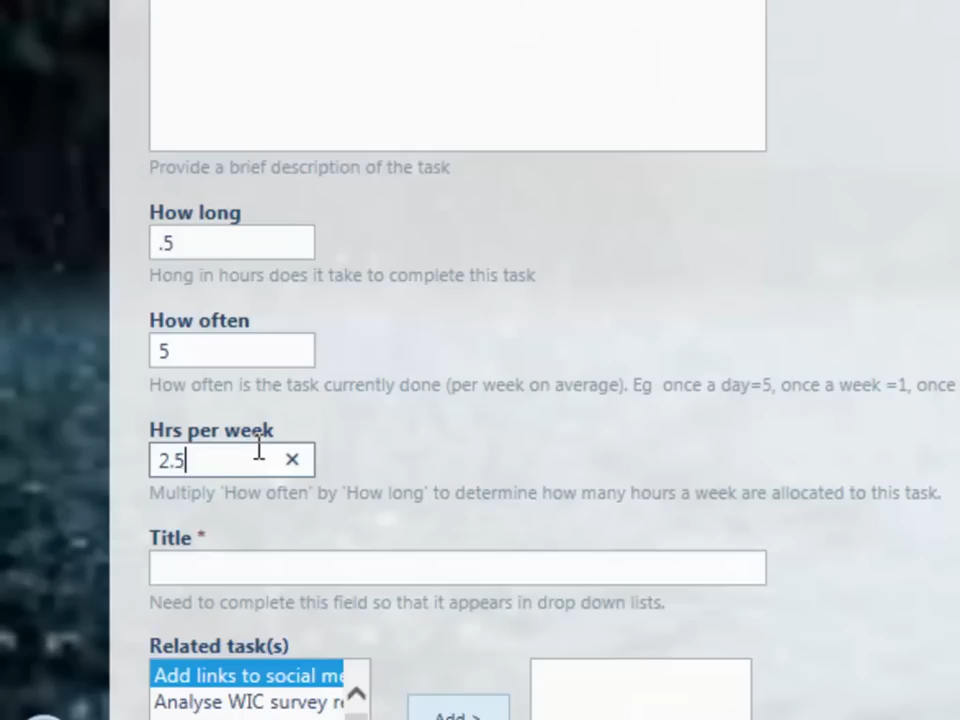 Provide a brief description of the task
How long
.5
Hong in hours does it take to complete this task
How often
5
How often is the task currently done (per week on average). Eg once a day=5, once a week =1, once
Hrs per week
2.5
Multiply 'How often' by 'How long' to determine how many hours a week are allocated to this task.
Title *
Need to complete this field so that it appears in drop down lists.
Related task(s)
Add links to social me
Analyse WIC survey re
Add >